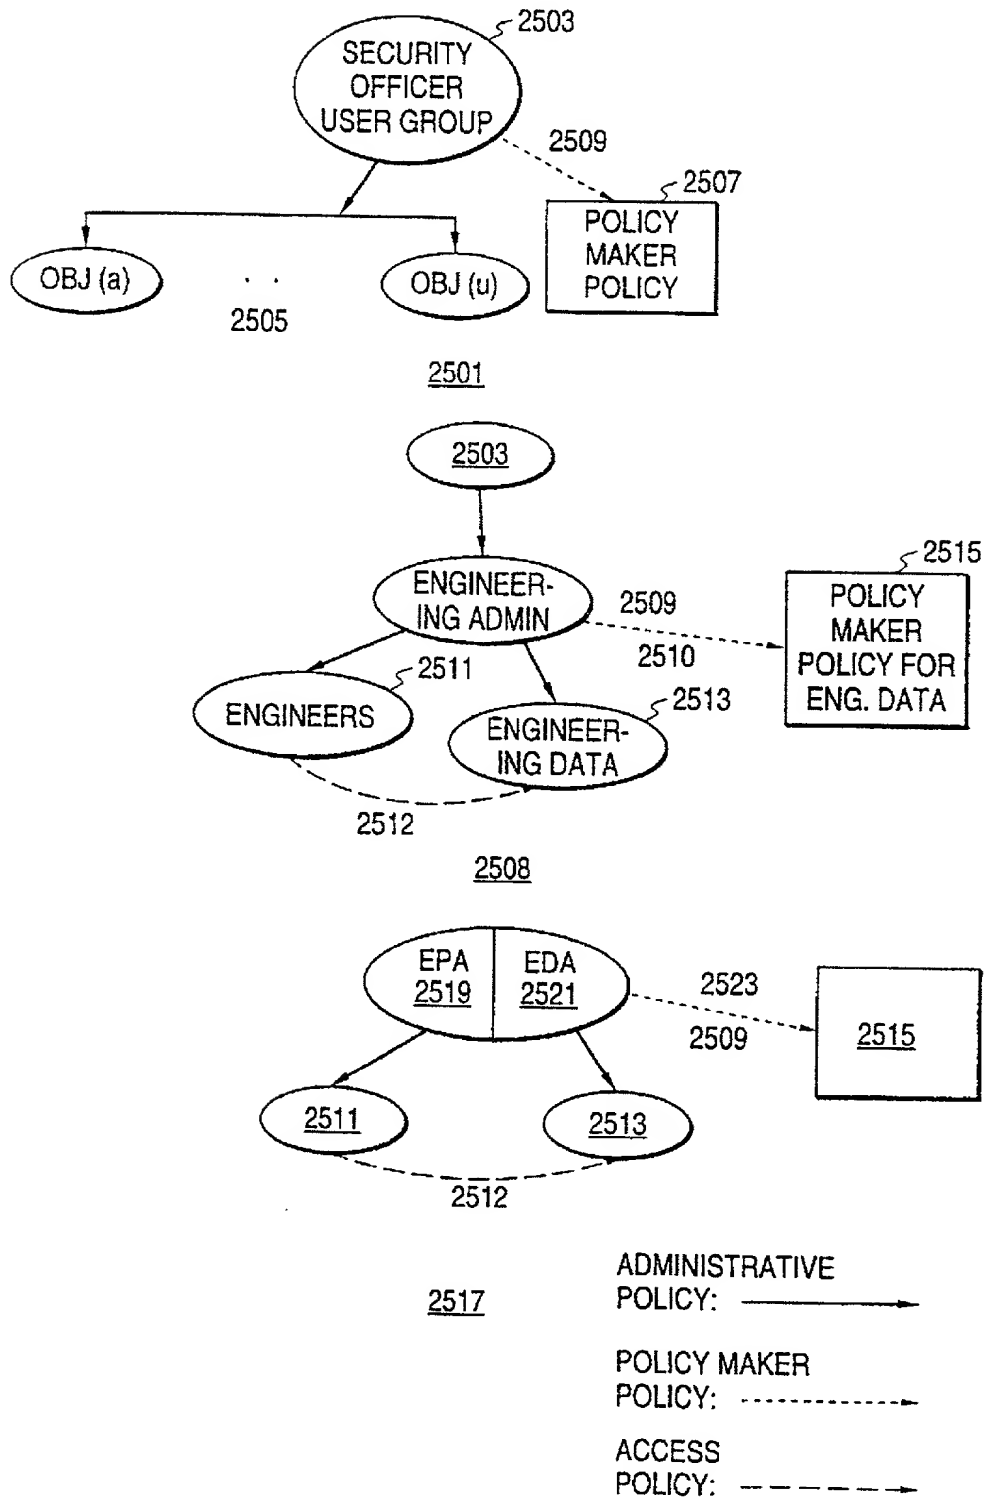 2503
SECURITY
OFFICER
USER GROUP
2509
2507
POLICY
MAKER
POLICY
OBJ (a)
. .
OBJ (u)
2505
2501
2503
2515
ENGINEER-
ING ADMIN
2509
2510
POLICY
MAKER
POLICY FOR
ENG. DATA
2511
ENGINEERS
2513
ENGINEER-
ING DATA
2512
2508
EPA
2519
EDA
2521
2523
2509
2515
2511
2513
2512
2517
ADMINISTRATIVE
POLICY:
POLICY MAKER
POLICY:
ACCESS
POLICY: